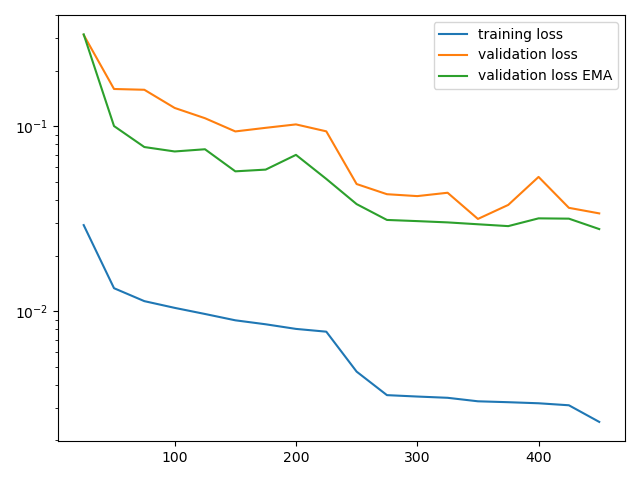 training loss
validation loss
validation loss EMA
10⁻¹
10⁻²
100 200 300 400